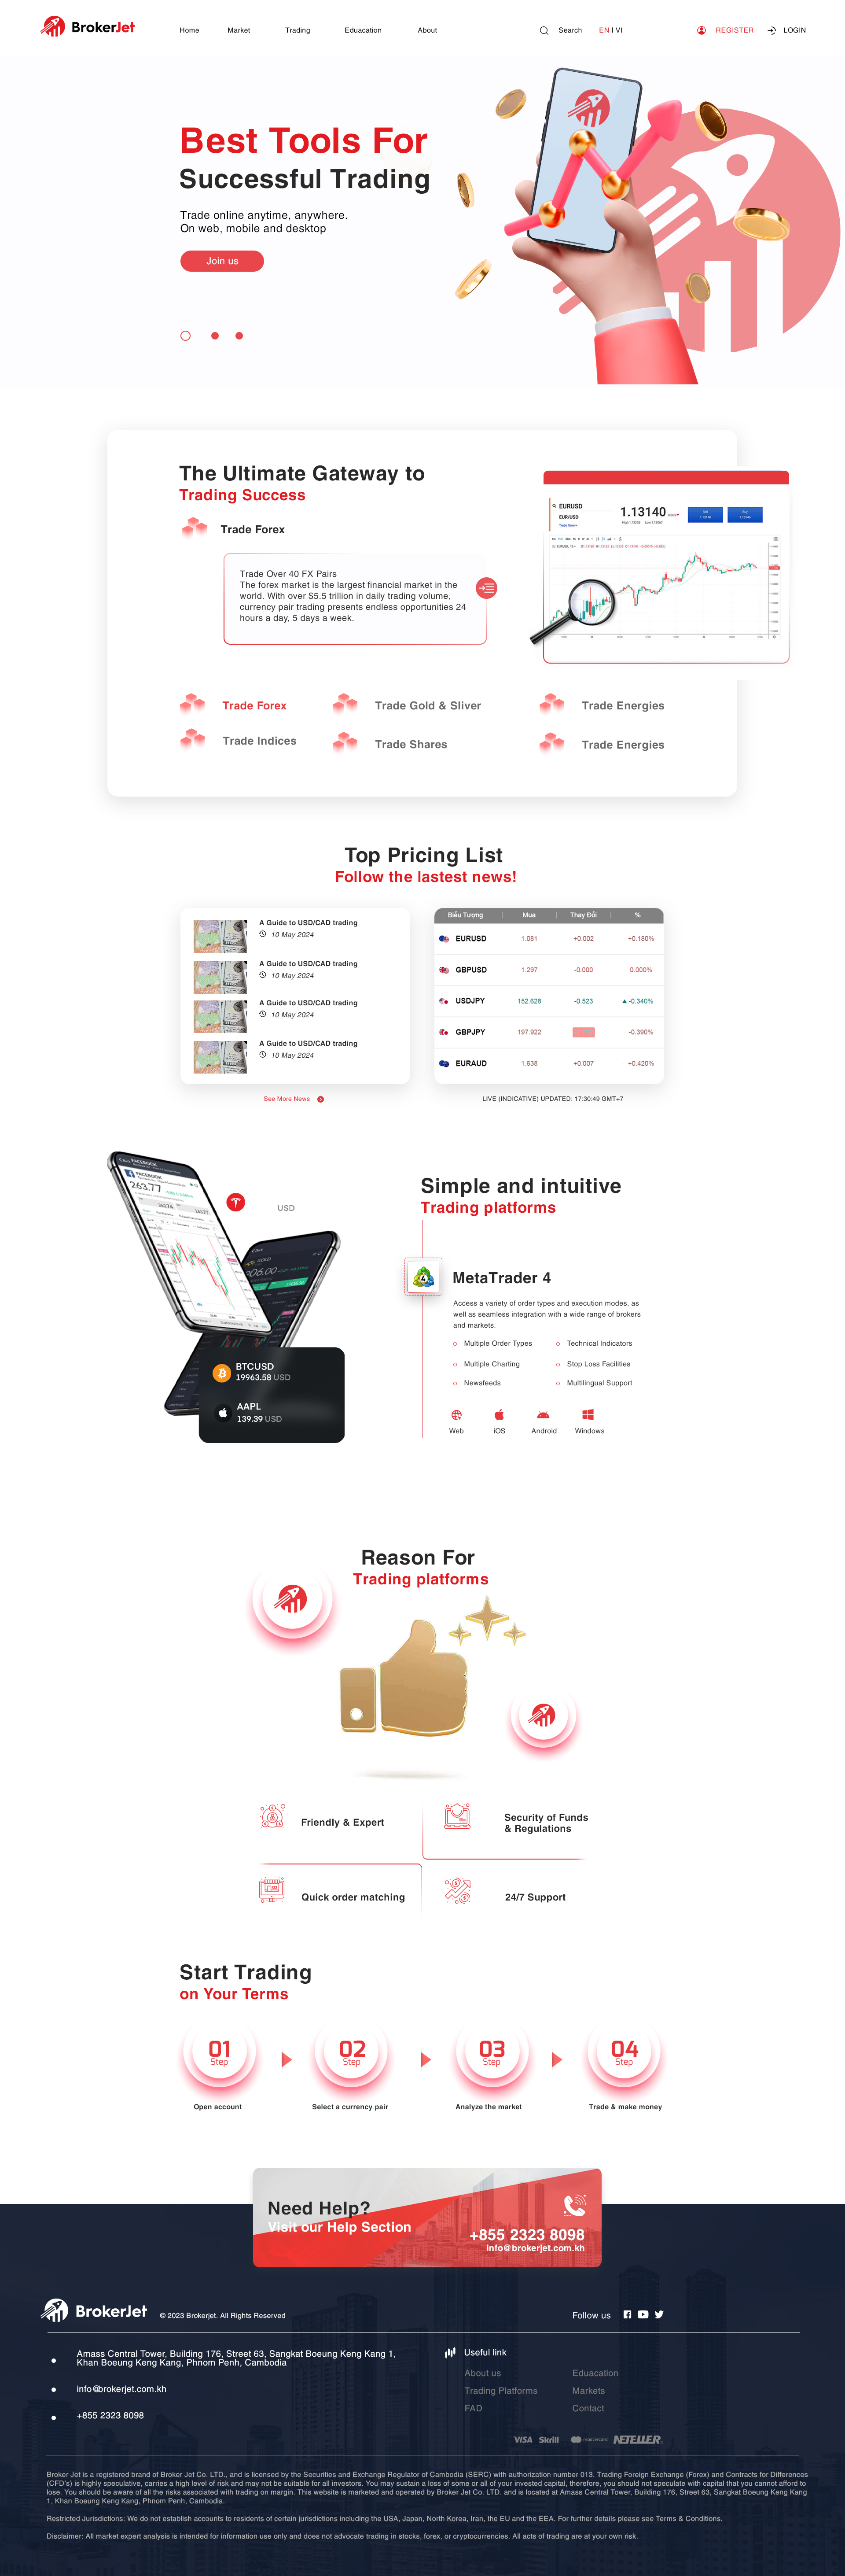 BrokerJet
Home Market Trading Eduacation About
Search EN I VI REGISTER LOGIN
Best Tools For
Successful Trading
Trade online anytime, anywhere.
On web, mobile and desktop
Join us
The Ultimate Gateway to
Trading Success
Trade Forex
Trade Over 40 FX Pairs
The forex market is the largest financial market in the
world. With over $5.5 trillion in daily trading volume,
currency pair trading presents endless opportunities 24
hours a day, 5 days a week.
EURUSD
EUR/USD
1.13140
Trade Forex Trade Gold & Sliver Trade Energies
Trade Indices Trade Shares Trade Energies
Top Pricing List
Follow the lastest news!
A Guide to USD/CAD trading
10 May 2024
A Guide to USD/CAD trading
10 May 2024
A Guide to USD/CAD trading
10 May 2024
A Guide to USD/CAD trading
10 May 2024
See More News
Biểu Tượng | Mua | Thay Đổi | %
EURUSD 1.081 +0.002 +0.180%
GBPUSD 1.297 -0.000 0.000%
USDJPY 152.628 -0.523 -0.340%
GBPJPY 197.922 -0.390%
EURAUD 1.638 +0.007 +0.420%
LIVE (INDICATIVE) UPDATED: 17:30:49 GMT+7
FACEBOOK
FACEBOOK
263.77
USD
BTCUSD
19963.58 USD
AAPL
139.39 USD
Simple and intuitive
Trading platforms
4
MetaTrader 4
Access a variety of order types and execution modes, as
well as seamless integration with a wide range of brokers
and markets.
Multiple Order Types Technical Indicators
Multiple Charting Stop Loss Facilities
Newsfeeds Multilingual Support
Web iOS Android Windows
Reason For
Trading platforms
Friendly & Expert
Security of Funds
& Regulations
Quick order matching
24/7 Support
Start Trading
on Your Terms
01 02 03 04
Step Step Step Step
Open account Select a currency pair Analyze the market Trade & make money
Need Help?
Visit our Help Section
+855 2323 8098
info@brokerjet.com.kh
BrokerJet © 2023 Brokerjet. All Rights Reserved
Follow us
Amass Central Tower, Building 176, Street 63, Sangkat Boeung Keng Kang 1,
Khan Boeung Keng Kang, Phnom Penh, Cambodia
info@brokerjet.com.kh
+855 2323 8098
Useful link
About us Eduacation
Trading Platforms Markets
FAD Contact
VISA Skrill mastercard NETELLER
Broker Jet is a registered brand of Broker Jet Co. LTD., and is licensed by the Securities and Exchange Regulator of Cambodia (SERC) with authorization number 013. Trading Foreign Exchange (Forex) and Contracts for Differences
(CFD's) is highly speculative, carries a high level of risk and may not be suitable for all investors. You may sustain a loss of some or all of your invested capital, therefore, you should not speculate with capital that you cannot afford to
lose. You should be aware of all the risks associated with trading on margin. This website is marketed and operated by Broker Jet Co. LTD. and is located at Amass Central Tower, Building 176, Street 63, Sangkat Boeung Keng Kang
1, Khan Boeung Keng Kang, Phnom Penh, Cambodia.
Restricted Jurisdictions: We do not establish accounts to residents of certain jurisdictions including the USA, Japan, North Korea, Iran, the EU and the EEA. For further details please see Terms & Conditions.
Disclaimer: All market expert analysis is intended for information use only and does not advocate trading in stocks, forex, or cryptocurrencies. All acts of trading are at your own risk.